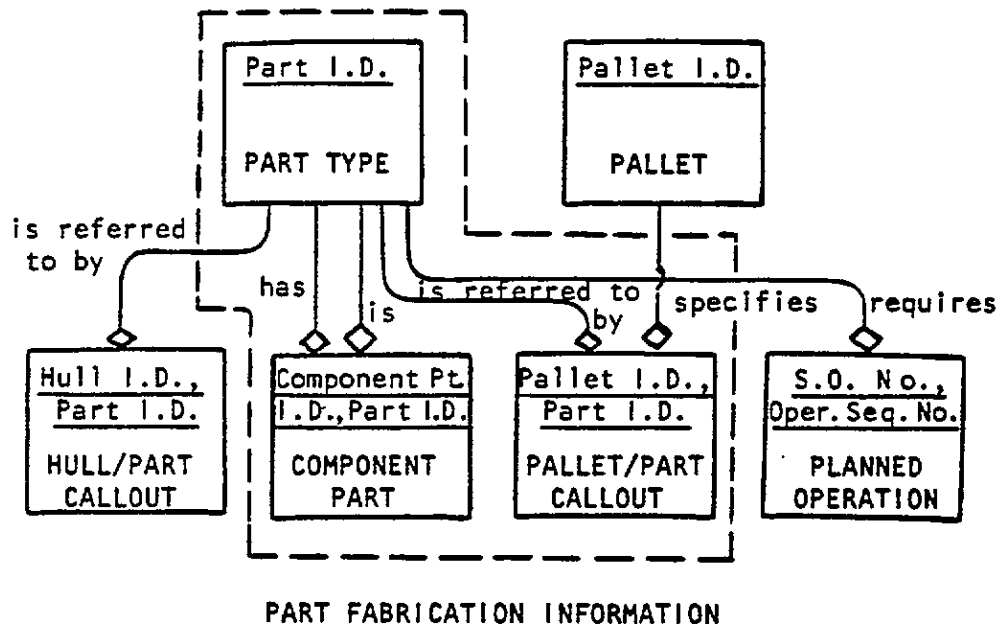 Part I.D.
PART TYPE
Pallet I.D.
PALLET
is referred
to by
has
is
is referred to
by
specifies
requires
Hull I.D.,
Part I.D.
HULL/PART
CALLOUT
Component Pt.
I.D., Part I.D.
COMPONENT
PART
Pallet I.D.,
Part I.D.
PALLET/PART
CALLOUT
S.O. No.,
Oper. Seq. No.
PLANNED
OPERATION
PART FABRICATION INFORMATION